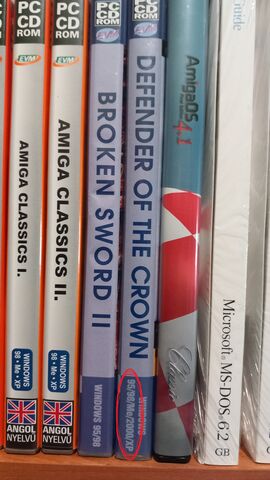 PC
CD
ROM
EVM
AMIGA CLASSICS I.
WINDOWS
98 • Me • XP
ANGOL
NYELVŰ
PC
CD
ROM
EVM
AMIGA CLASSICS II.
WINDOWS
98 • Me • XP
ANGOL
NYELVŰ
PC
CD
ROM
EVM
BROKEN SWORD II
WINDOWS 95/98
PC
CD
ROM
EVM
DEFENDER OF THE CROWN
WINDOWS
95/98/Me/2000/XP
AmigaOS
4.1
Classic
Guide
Microsoft® MS-DOS® 6.2
GB